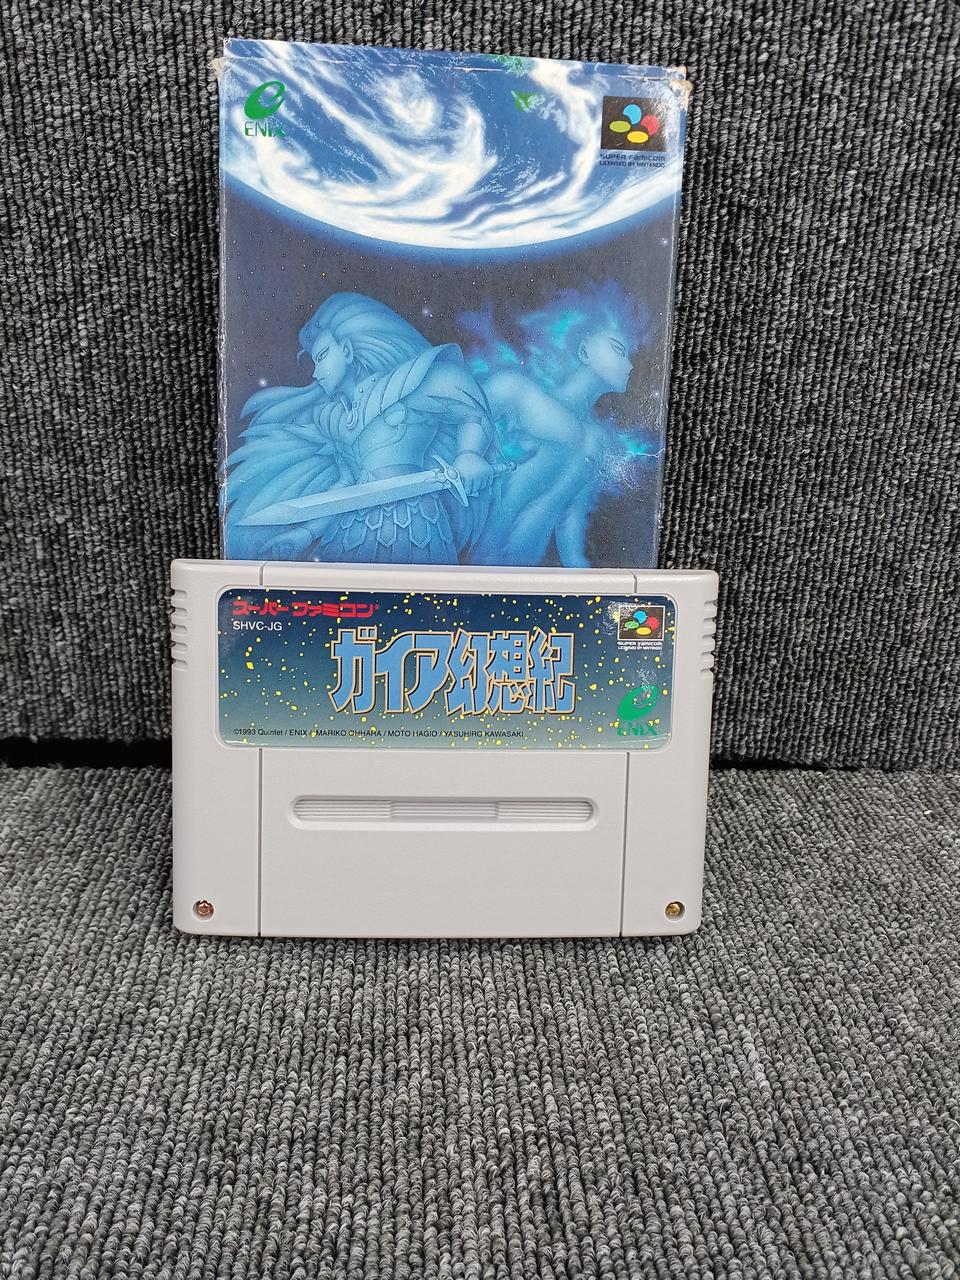 ENIX
SUPER FAMICOM
LICENSED BY NINTENDO
スーパーファミコン®
SHVC-JG
ガイア幻想紀
SUPER FAMICOM
LICENSED BY NINTENDO
ENIX
©1993 Quintet / ENIX / MARIKO OHHARA / MOTO HAGIO / YASUHIRO KAWASAKI